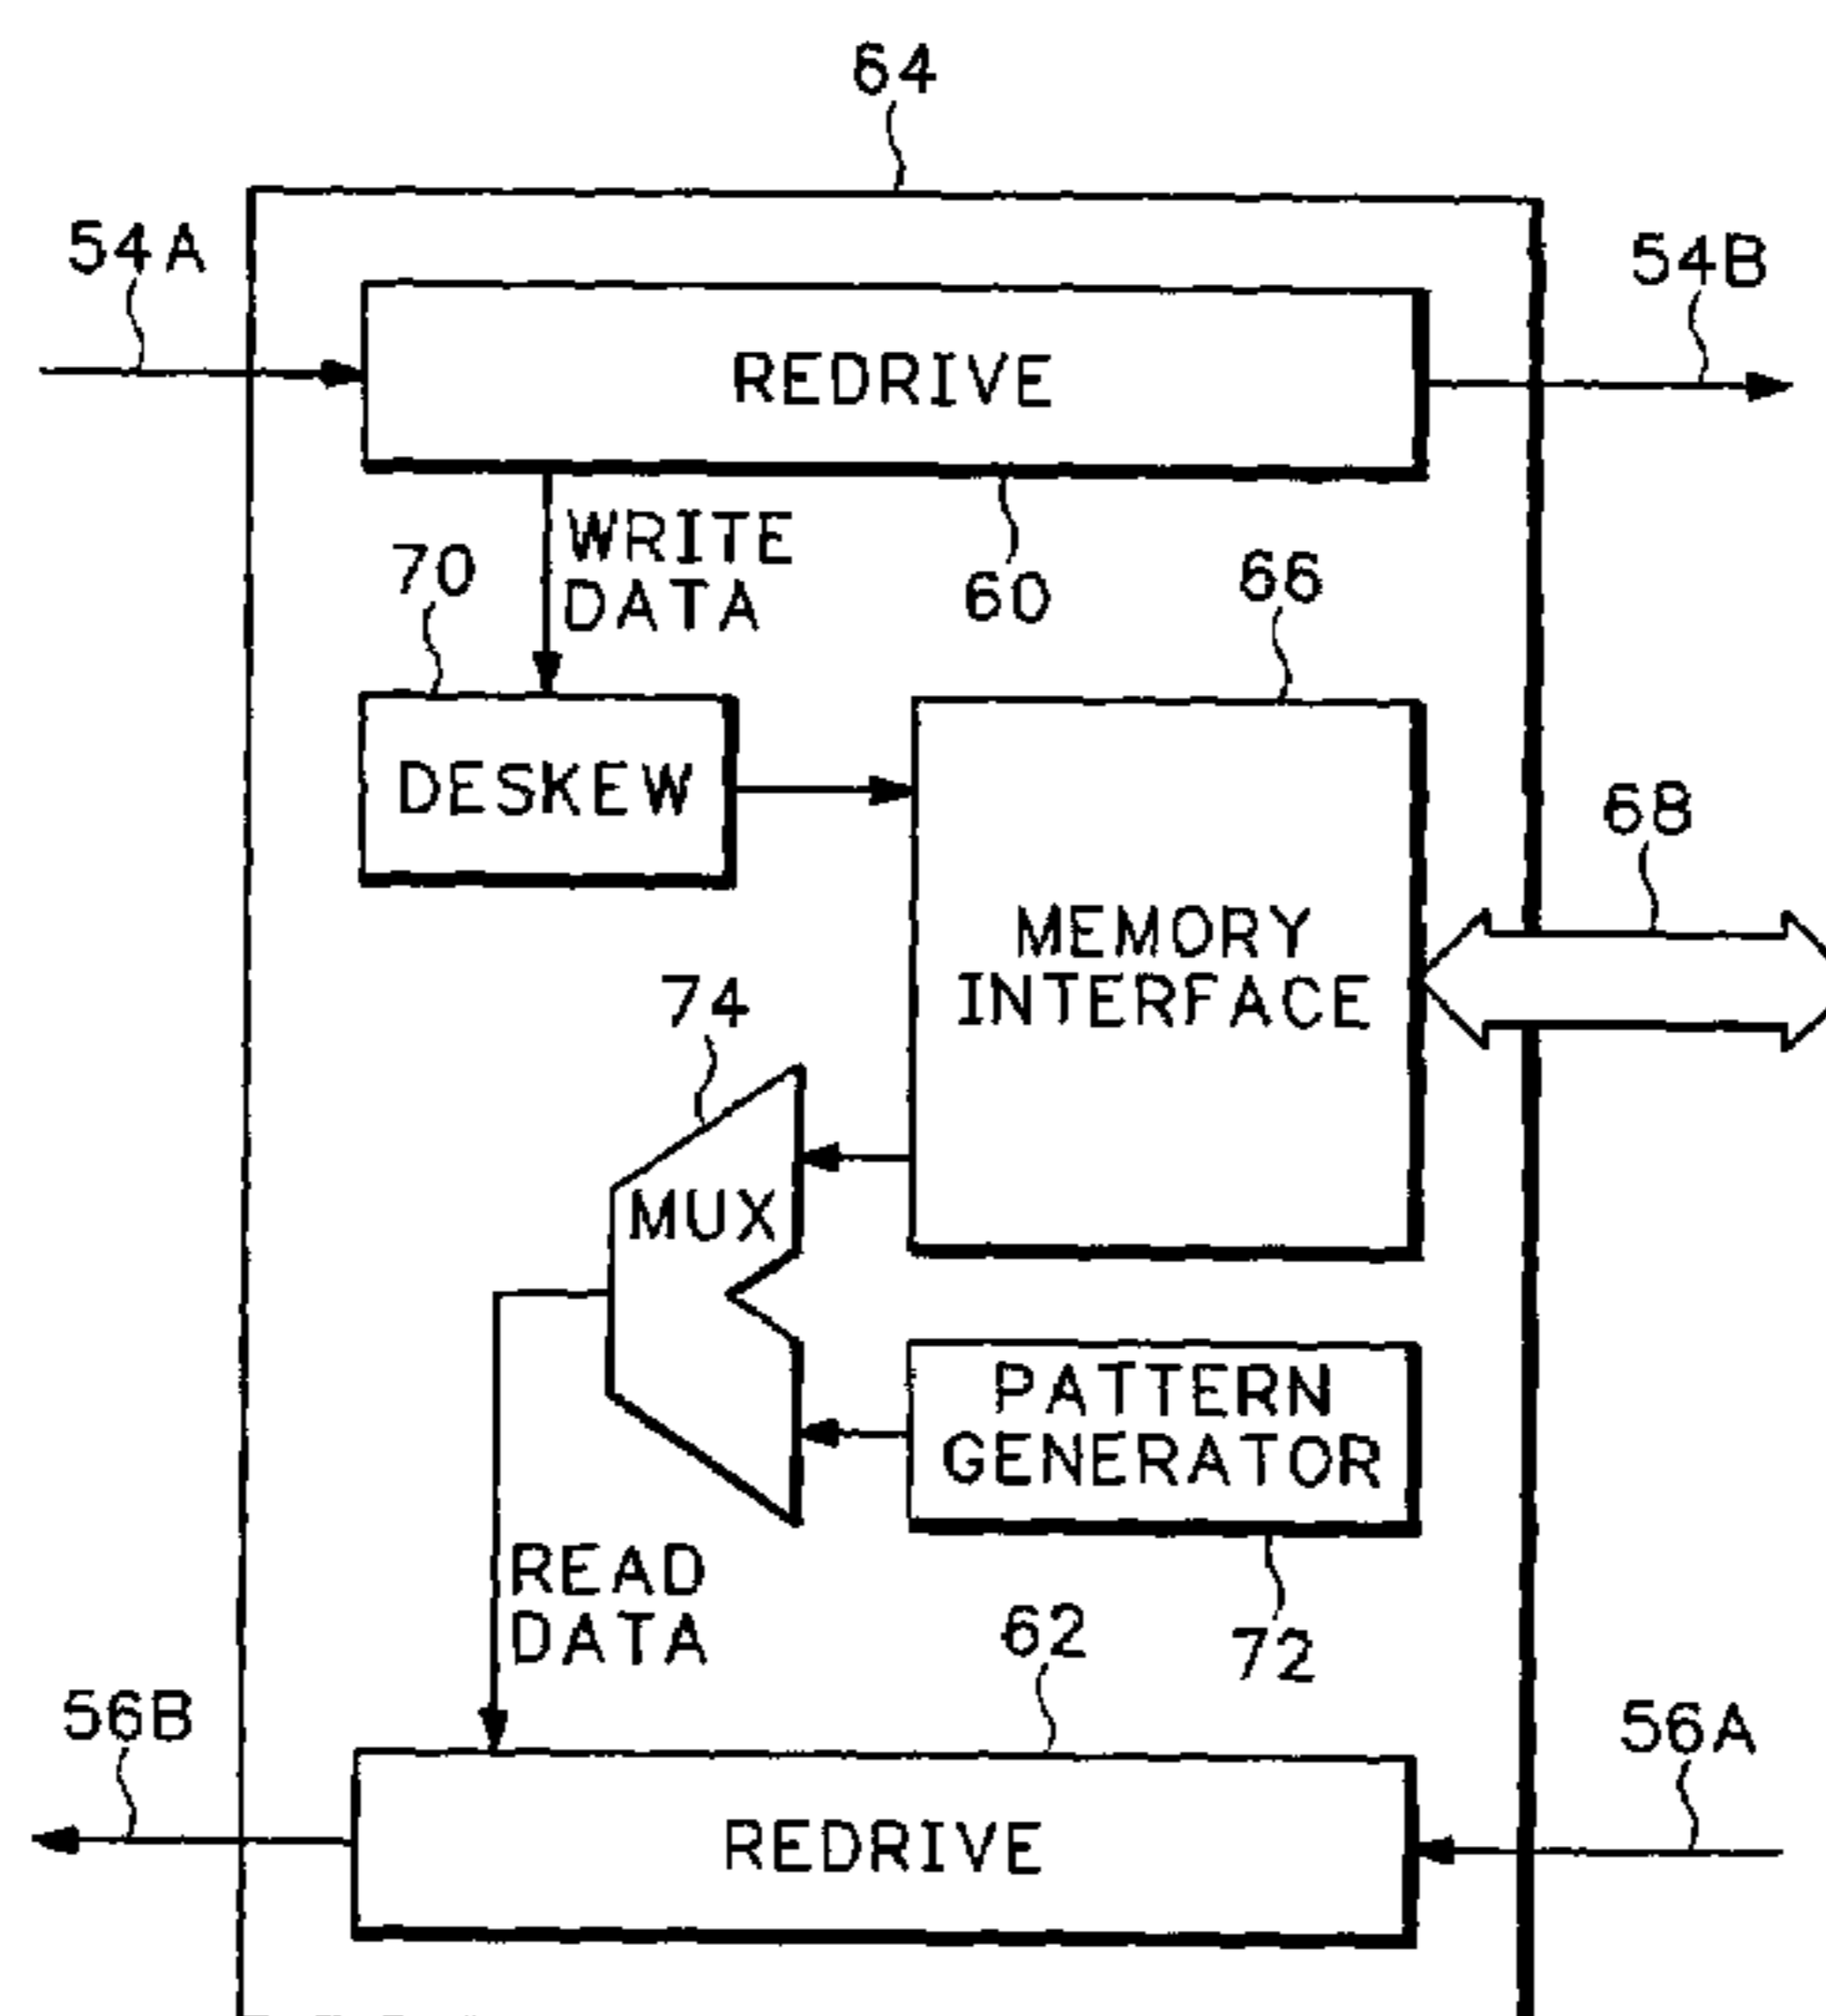 64
54A
54B
REDRIVE
WRITE
DATA
60
70
66
DESKEW
68
MEMORY
INTERFACE
74
MUX
PATTERN
GENERATOR
READ
DATA
62
72
56B
56A
REDRIVE